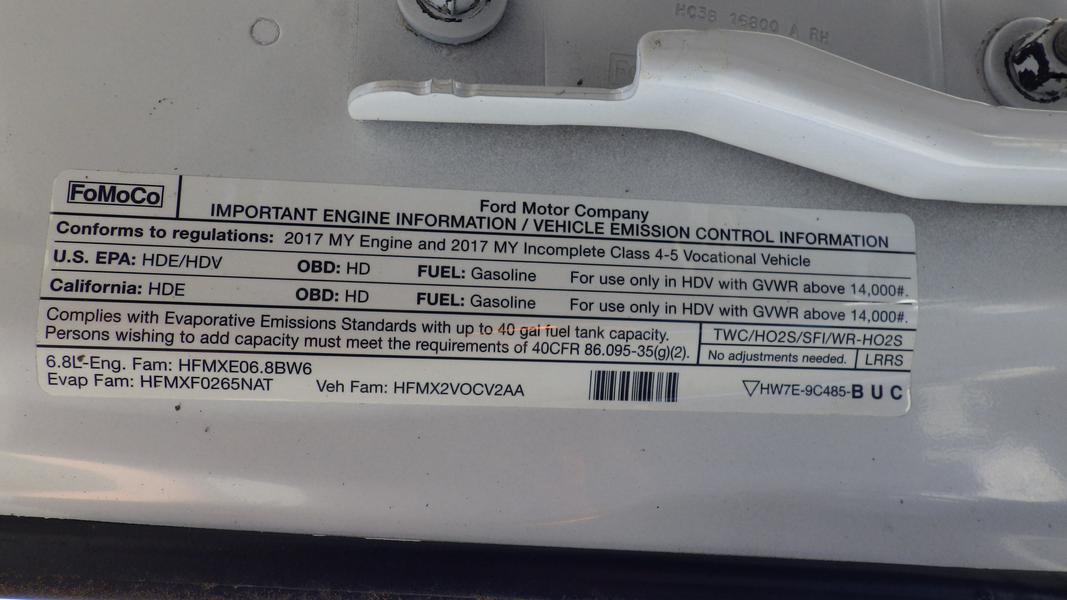 HC3B 16800 A RH
FoMoCo
Ford Motor Company
IMPORTANT ENGINE INFORMATION / VEHICLE EMISSION CONTROL INFORMATION
Conforms to regulations: 2017 MY Engine and 2017 MY Incomplete Class 4-5 Vocational Vehicle
U.S. EPA: HDE/HDV OBD: HD FUEL: Gasoline For use only in HDV with GVWR above 14,000#.
California: HDE OBD: HD FUEL: Gasoline For use only in HDV with GVWR above 14,000#.
Complies with Evaporative Emissions Standards with up to 40 gal fuel tank capacity.
Persons wishing to add capacity must meet the requirements of 40CFR 86.095-35(g)(2).
TWC/HO2S/SFI/WR-HO2S
No adjustments needed. LRRS
6.8L-Eng. Fam: HFMXE06.8BW6
Evap Fam: HFMXF0265NAT Veh Fam: HFMX2VOCV2AA
▽HW7E-9C485-B U C